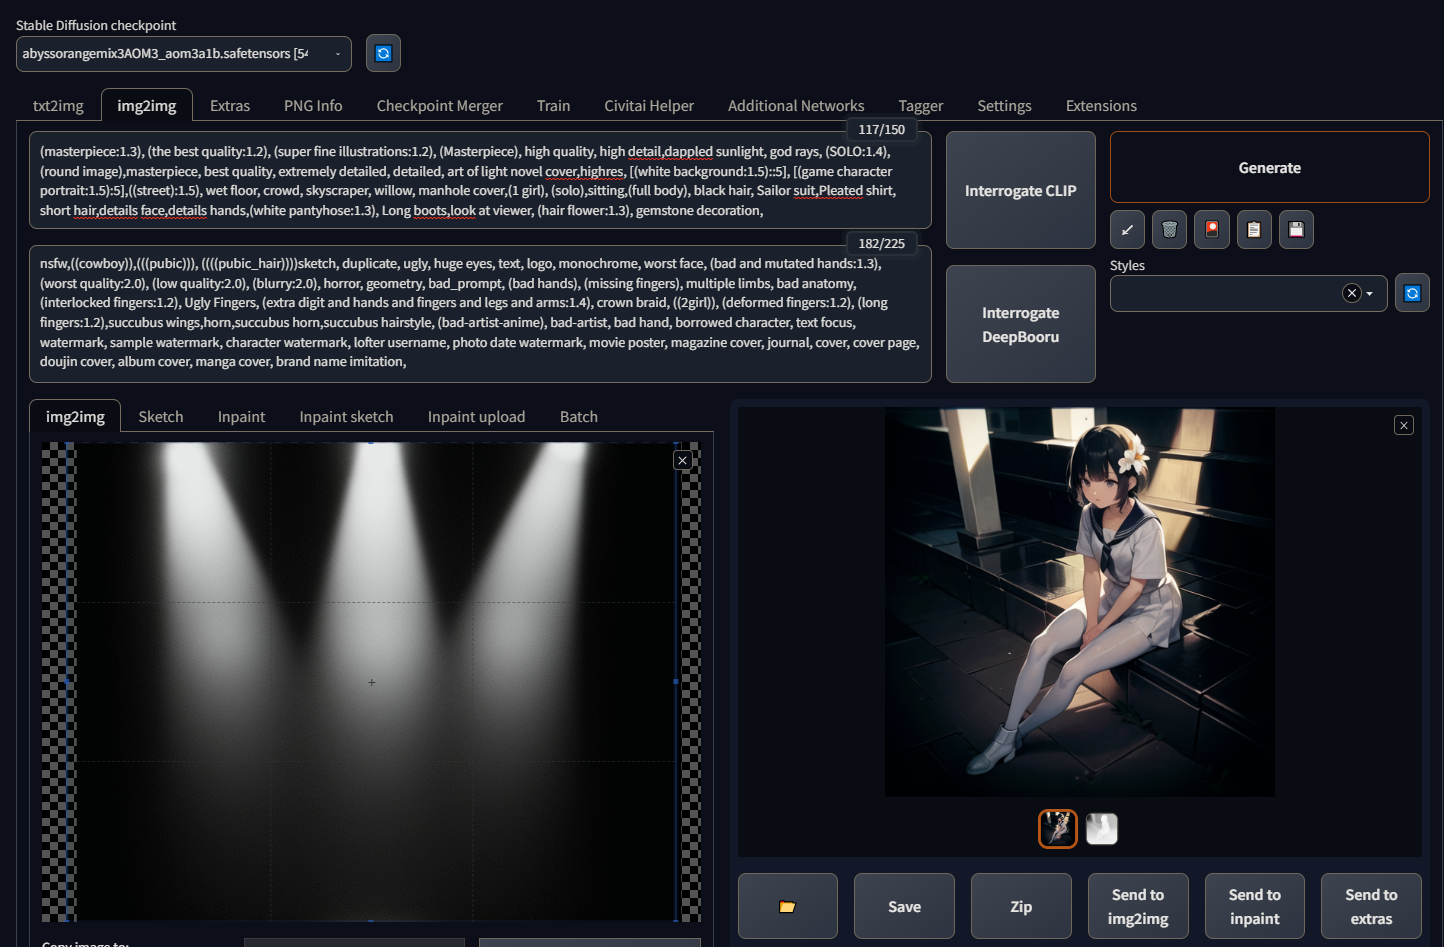 Stable Diffusion checkpoint
abyssorangemix3AOM3_aom3a1b.safetensors [54
txt2img img2img Extras PNG Info Checkpoint Merger Train Civitai Helper Additional Networks Tagger Settings Extensions
117/150
(masterpiece:1.3), (the best quality:1.2), (super fine illustrations:1.2), (Masterpiece), high quality, high detail,dappled sunlight, god rays, (SOLO:1.4),
(round image),masterpiece, best quality, extremely detailed, detailed, art of light novel cover,highres, [(white background:1.5)::5], [(game character
portrait:1.5):5],((street):1.5), wet floor, crowd, skyscraper, willow, manhole cover,(1 girl), (solo),sitting,(full body), black hair, Sailor suit,Pleated shirt,
short hair,details face,details hands,(white pantyhose:1.3), Long boots,look at viewer, (hair flower:1.3), gemstone decoration,
Interrogate CLIP
Generate
182/225
nsfw,((cowboy)),(((pubic))), ((((pubic_hair))))sketch, duplicate, ugly, huge eyes, text, logo, monochrome, worst face, (bad and mutated hands:1.3),
(worst quality:2.0), (low quality:2.0), (blurry:2.0), horror, geometry, bad_prompt, (bad hands), (missing fingers), multiple limbs, bad anatomy,
(interlocked fingers:1.2), Ugly Fingers, (extra digit and hands and fingers and legs and arms:1.4), crown braid, ((2girl)), (deformed fingers:1.2), (long
fingers:1.2),succubus wings,horn,succubus horn,succubus hairstyle, (bad-artist-anime), bad-artist, bad hand, borrowed character, text focus,
watermark, sample watermark, character watermark, lofter username, photo date watermark, movie poster, magazine cover, journal, cover, cover page,
doujin cover, album cover, manga cover, brand name imitation,
Interrogate
DeepBooru
Styles
img2img Sketch Inpaint Inpaint sketch Inpaint upload Batch
Save
Zip
Send to
img2img
Send to
inpaint
Send to
extras
Copy image to: